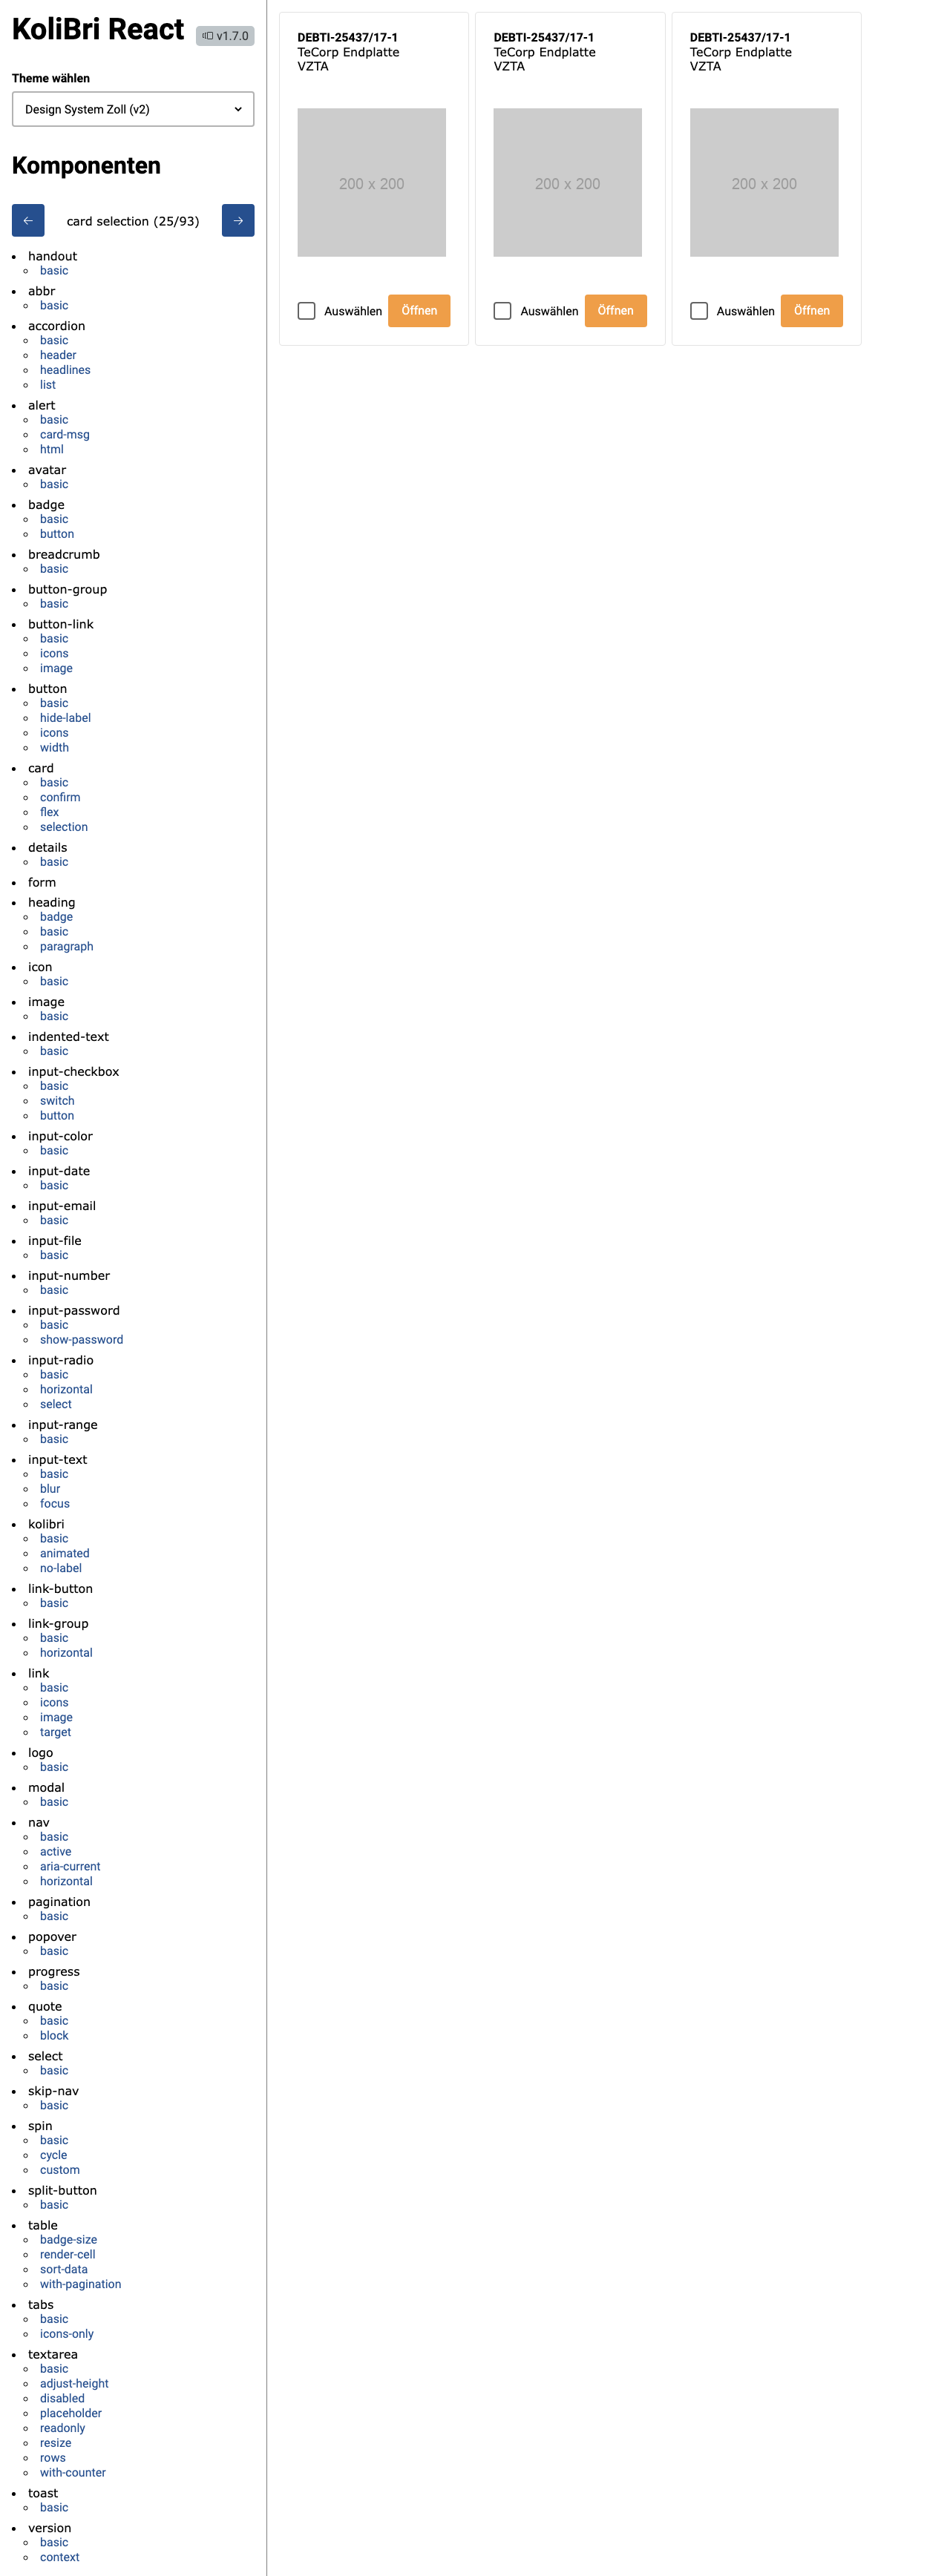 KoliBri React
v1.7.0
Theme wählen
Design System Zoll (v2)
Komponenten
← card selection (25/93) →
handout
basic
abbr
basic
accordion
basic
header
headlines
list
alert
basic
card-msg
html
avatar
basic
badge
basic
button
breadcrumb
basic
button-group
basic
button-link
basic
icons
image
button
basic
hide-label
icons
width
card
basic
confirm
flex
selection
details
basic
form
heading
badge
basic
paragraph
icon
basic
image
basic
indented-text
basic
input-checkbox
basic
switch
button
input-color
basic
input-date
basic
input-email
basic
input-file
basic
input-number
basic
input-password
basic
show-password
input-radio
basic
horizontal
select
input-range
basic
input-text
basic
blur
focus
kolibri
basic
animated
no-label
link-button
basic
link-group
basic
horizontal
link
basic
icons
image
target
logo
basic
modal
basic
nav
basic
active
aria-current
horizontal
pagination
basic
popover
basic
progress
basic
quote
basic
block
select
basic
skip-nav
basic
spin
basic
cycle
custom
split-button
basic
table
badge-size
render-cell
sort-data
with-pagination
tabs
basic
icons-only
textarea
basic
adjust-height
disabled
placeholder
readonly
resize
rows
with-counter
toast
basic
version
basic
context
DEBTI-25437/17-1
TeCorp Endplatte
VZTA
200 x 200
Auswählen Öffnen
DEBTI-25437/17-1
TeCorp Endplatte
VZTA
200 x 200
Auswählen Öffnen
DEBTI-25437/17-1
TeCorp Endplatte
VZTA
200 x 200
Auswählen Öffnen